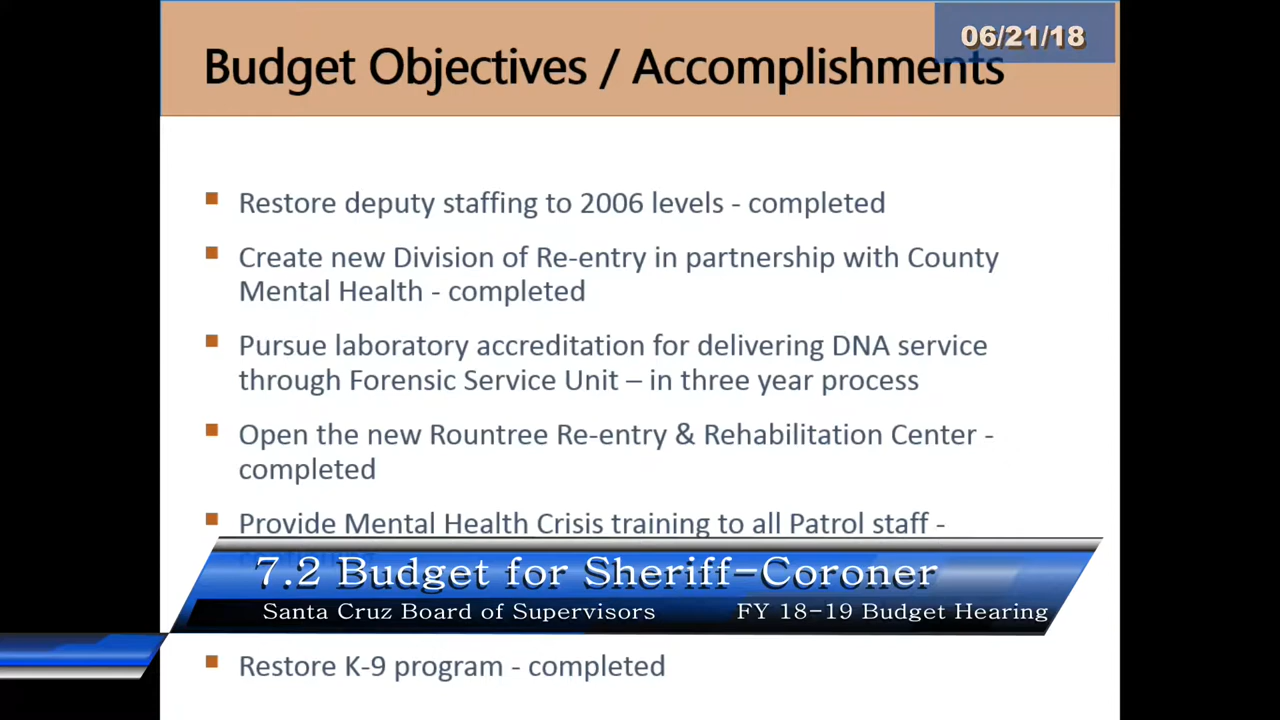 06/21/18
Budget Objectives / Accomplishments
Restore deputy staffing to 2006 levels - completed
Create new Division of Re-entry in partnership with County
Mental Health - completed
Pursue laboratory accreditation for delivering DNA service
through Forensic Service Unit – in three year process
Open the new Rountree Re-entry & Rehabilitation Center -
completed
Provide Mental Health Crisis training to all Patrol staff -
7.2 Budget for Sheriff-Coroner
Santa Cruz Board of Supervisors FY 18-19 Budget Hearing
Restore K-9 program - completed